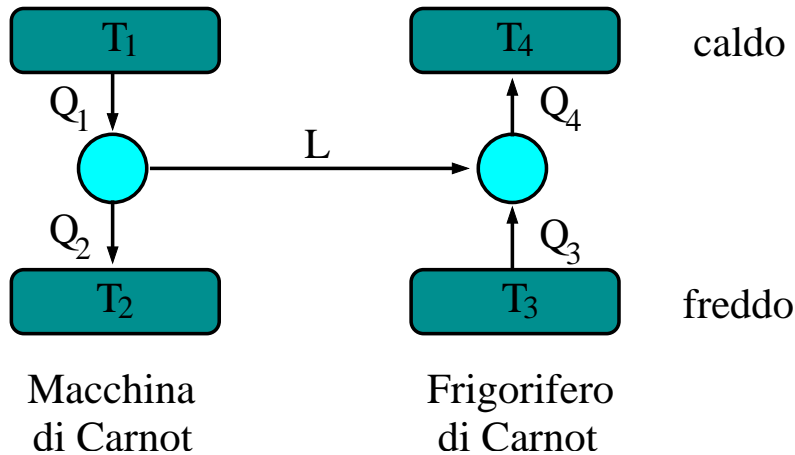 T1
T4
caldo
Q1
Q4
L
Q2
Q3
T2
T3
freddo
Macchina
di Carnot
Frigorifero
di Carnot